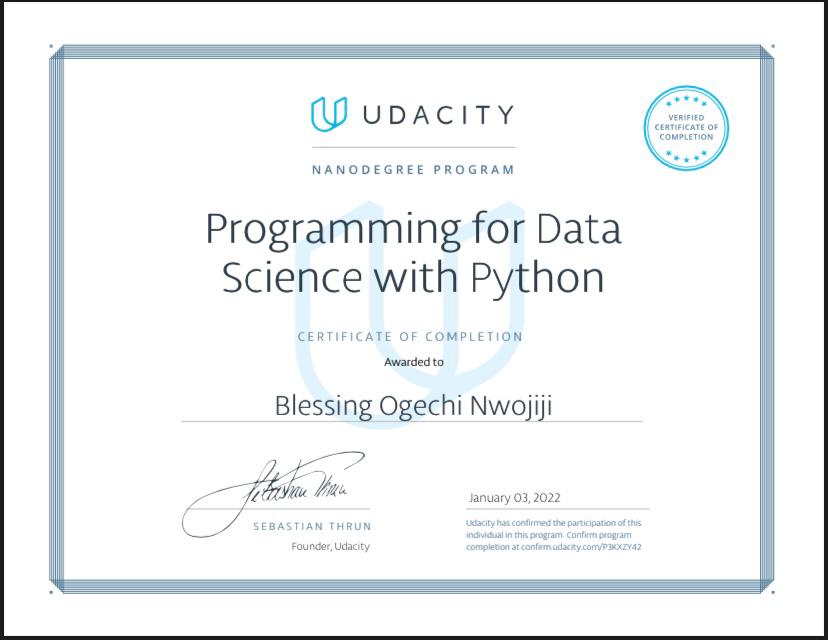 UDACITY
VERIFIED
CERTIFICATE OF
COMPLETION
NANODEGREE PROGRAM
Programming for Data
Science with Python
CERTIFICATE OF COMPLETION
Awarded to
Blessing Ogechi Nwojiji
Sebastian Thrun
SEBASTIAN THRUN
Founder, Udacity
January 03, 2022
Udacity has confirmed the participation of this
individual in this program. Confirm program
completion at confirm.udacity.com/P3KXZY42